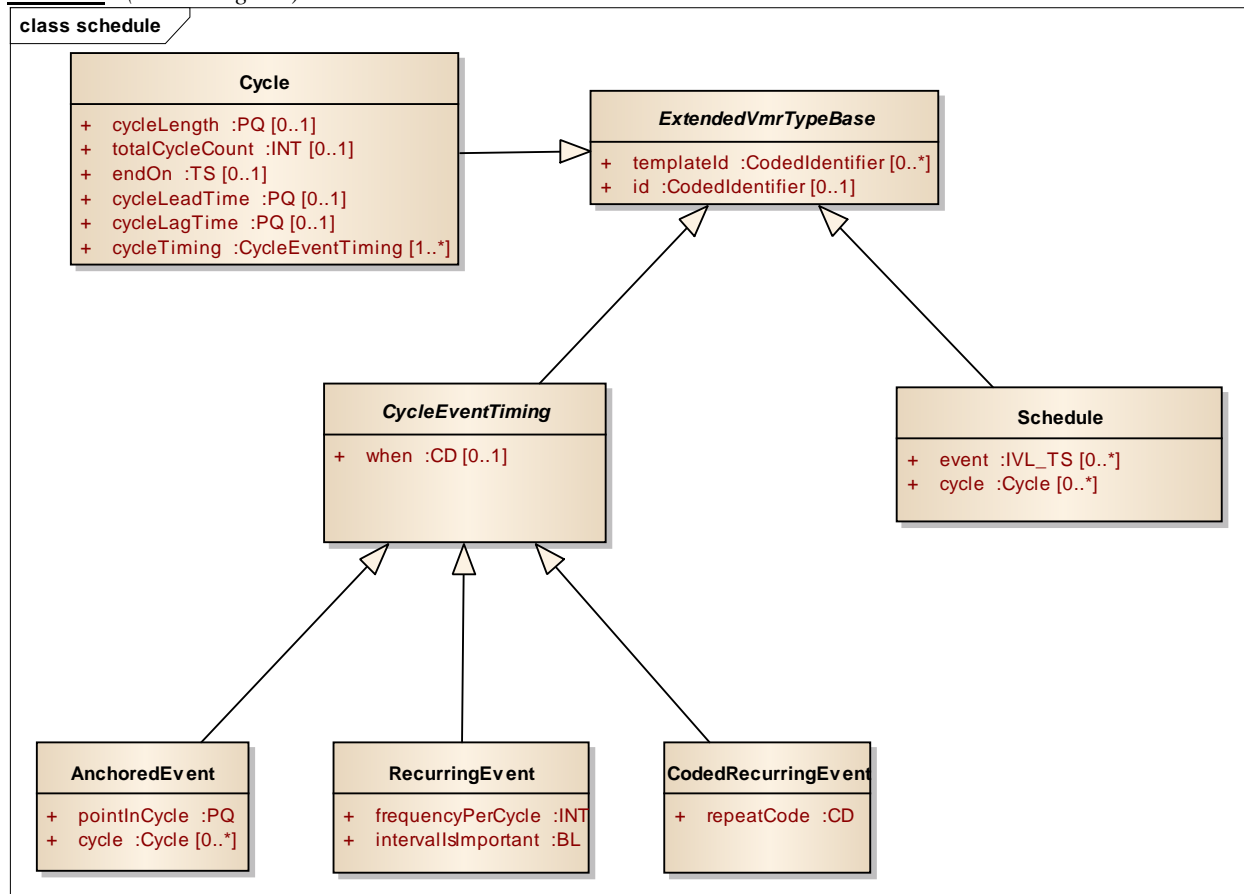 class schedule
Cycle
+ cycleLength :PQ [0..1]
+ totalCycleCount :INT [0..1]
+ endOn :TS [0..1]
+ cycleLeadTime :PQ [0..1]
+ cycleLagTime :PQ [0..1]
+ cycleTiming :CycleEventTiming [1..*]
ExtendedVmrTypeBase
+ templateId :CodedIdentifier [0..*]
+ id :CodedIdentifier [0..1]
CycleEventTiming
+ when :CD [0..1]
Schedule
+ event :IVL_TS [0..*]
+ cycle :Cycle [0..*]
AnchoredEvent
+ pointInCycle :PQ
+ cycle :Cycle [0..*]
RecurringEvent
+ frequencyPerCycle :INT
+ intervalIsImportant :BL
CodedRecurringEvent
+ repeatCode :CD